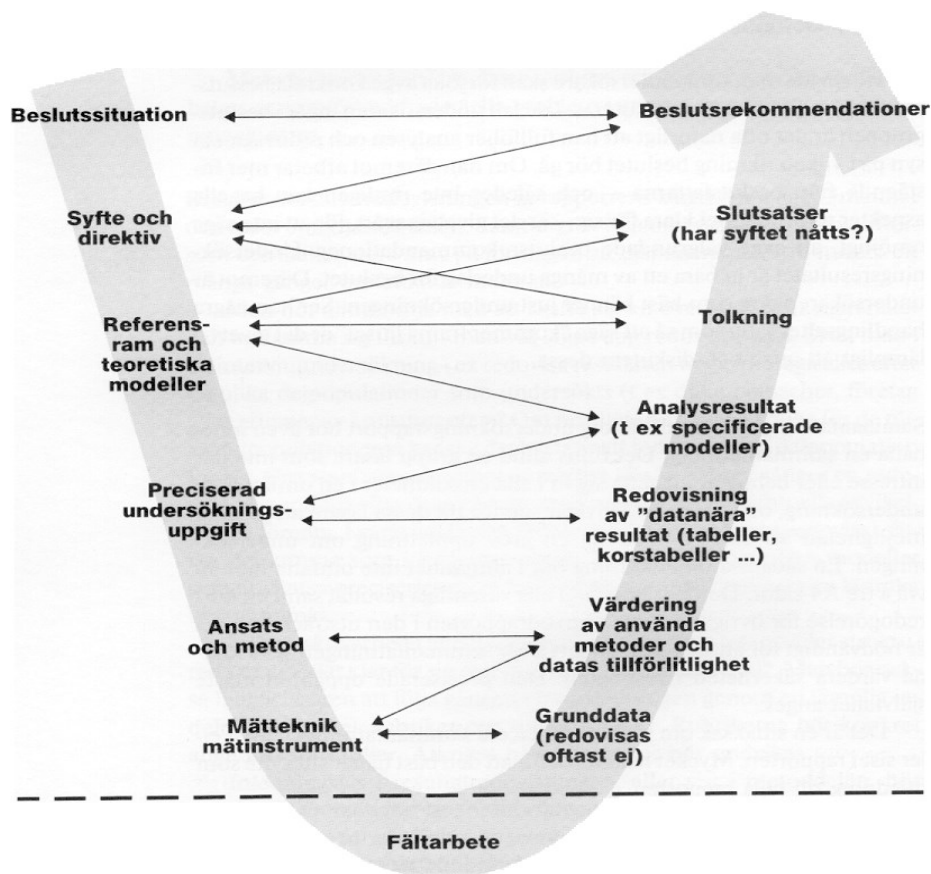 Beslutssituation
Beslutsrekommendationer
Syfte och
direktiv
Slutsatser
(har syftet nåtts?)
Referens-
ram och
teoretiska
modeller
Tolkning
Analysresultat
(t ex specificerade
modeller)
Preciserad
undersöknings-
uppgift
Redovisning
av ”datanära”
resultat (tabeller,
korstabeller ...)
Ansats
och metod
Värdering
av använda
metoder och
datas tillförlitlighet
Mätteknik
mätinstrument
Grunddata
(redovisas
oftast ej)
Fältarbete